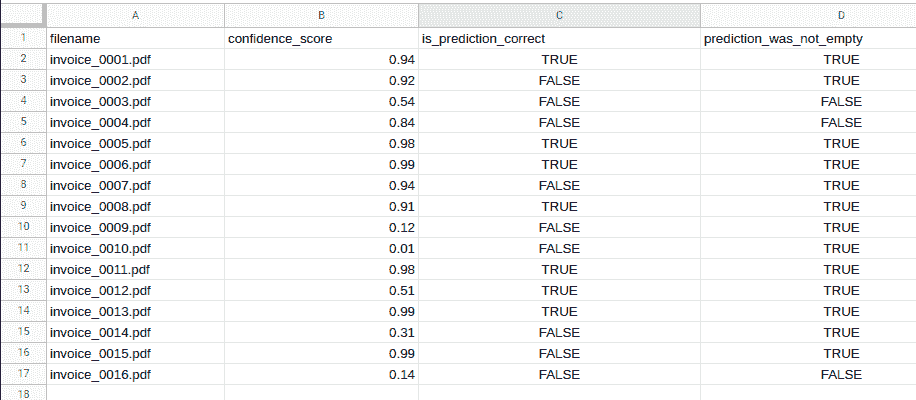 A B C D
1 filename confidence_score is_prediction_correct prediction_was_not_empty
2 invoice_0001.pdf 0.94 TRUE TRUE
3 invoice_0002.pdf 0.92 FALSE TRUE
4 invoice_0003.pdf 0.54 FALSE FALSE
5 invoice_0004.pdf 0.84 FALSE FALSE
6 invoice_0005.pdf 0.98 TRUE TRUE
7 invoice_0006.pdf 0.99 TRUE TRUE
8 invoice_0007.pdf 0.94 FALSE TRUE
9 invoice_0008.pdf 0.91 TRUE TRUE
10 invoice_0009.pdf 0.12 FALSE TRUE
11 invoice_0010.pdf 0.01 FALSE TRUE
12 invoice_0011.pdf 0.98 TRUE TRUE
13 invoice_0012.pdf 0.51 TRUE TRUE
14 invoice_0013.pdf 0.99 TRUE TRUE
15 invoice_0014.pdf 0.31 FALSE TRUE
16 invoice_0015.pdf 0.99 FALSE TRUE
17 invoice_0016.pdf 0.14 FALSE FALSE
18